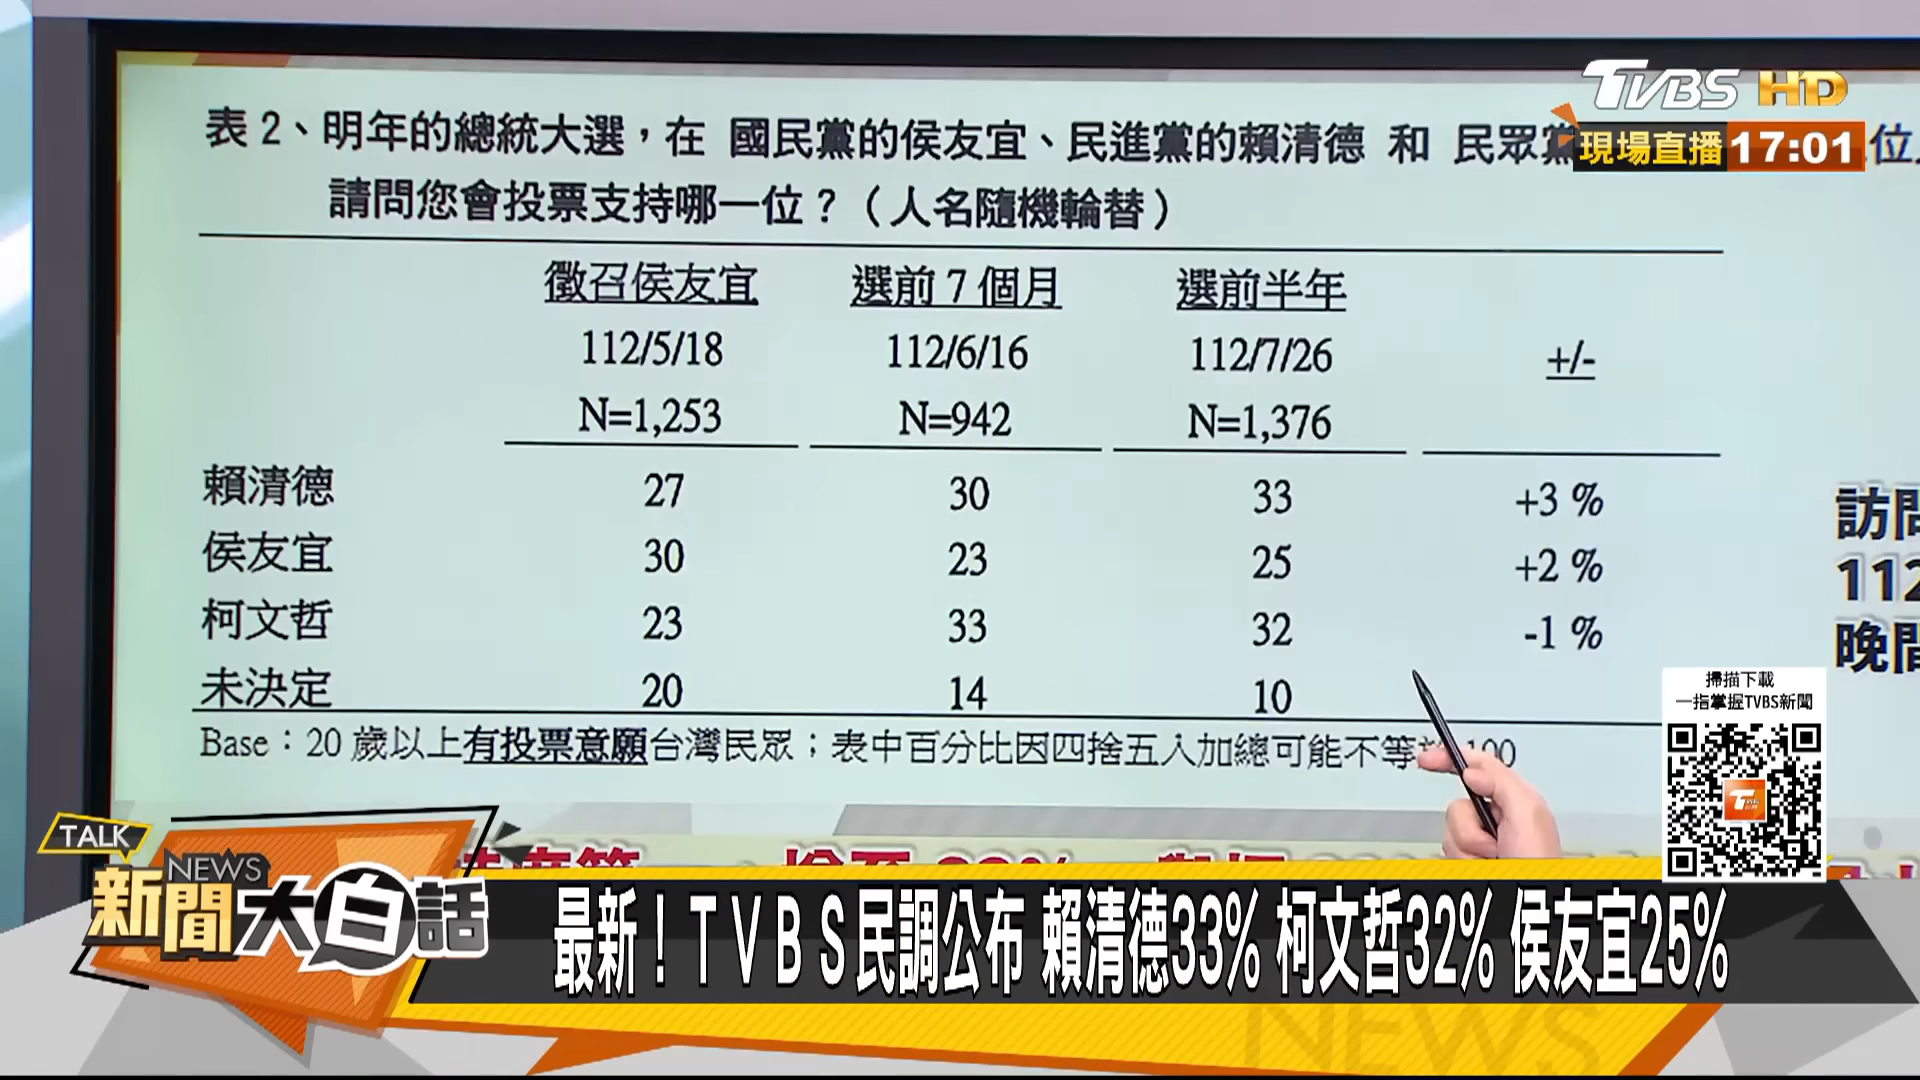 TVBS HD
現場直播 17:01
表 2、明年的總統大選，在 國民黨的侯友宜、民進黨的賴清德 和 民眾黨 位
請問您會投票支持哪一位？（人名隨機輪替）
徵召侯友宜 選前 7 個月 選前半年
112/5/18 112/6/16 112/7/26 +/-
N=1,253 N=942 N=1,376
賴清德 27 30 33 +3 %
侯友宜 30 23 25 +2 %
柯文哲 23 33 32 -1 %
未決定 20 14 10
Base：20 歲以上有投票意願台灣民眾；表中百分比因四捨五入加總可能不等 100
訪問
112
晚間
掃描下載
一指掌握TVBS新聞
TALK
NEWS
新聞大白話
最新！ＴＶＢＳ民調公布 賴清德33% 柯文哲32% 侯友宜25%
NEWS